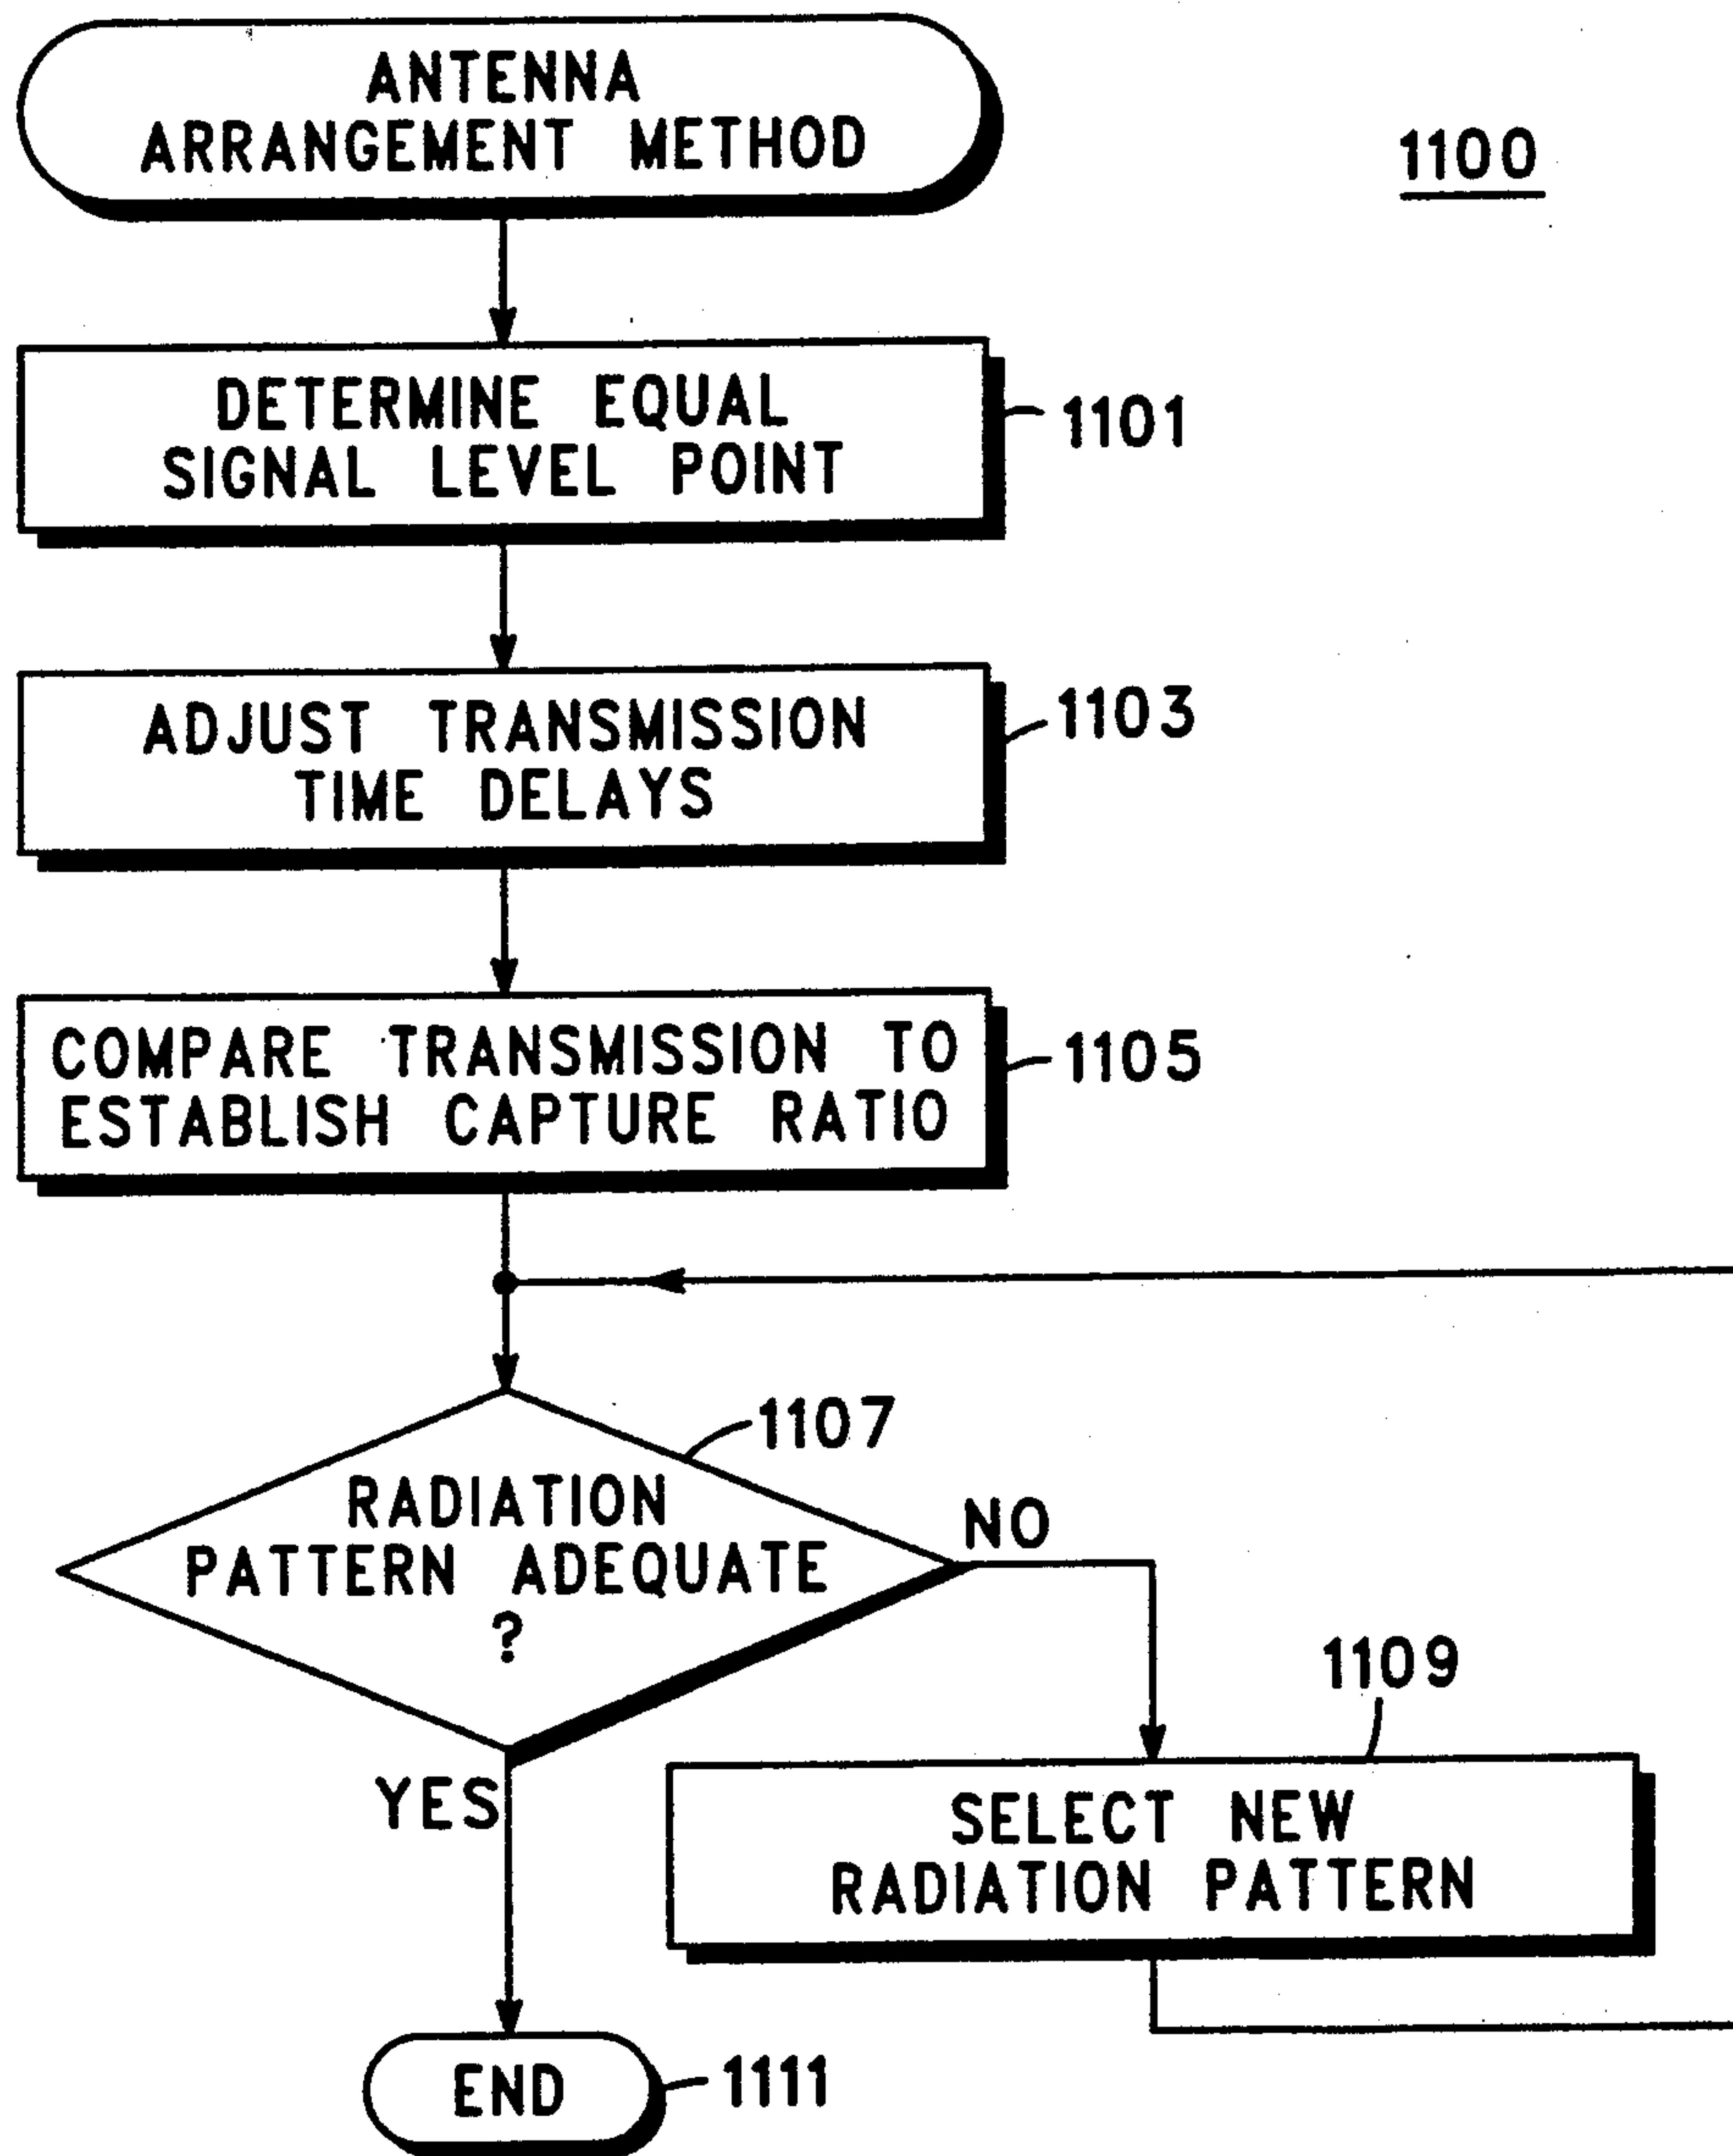 ANTENNA
ARRANGEMENT METHOD
1100
DETERMINE EQUAL
SIGNAL LEVEL POINT
1101
ADJUST TRANSMISSION
TIME DELAYS
1103
COMPARE TRANSMISSION TO
ESTABLISH CAPTURE RATIO
1105
1107
RADIATION
PATTERN ADEQUATE
?
NO
YES
1109
SELECT NEW
RADIATION PATTERN
END
1111